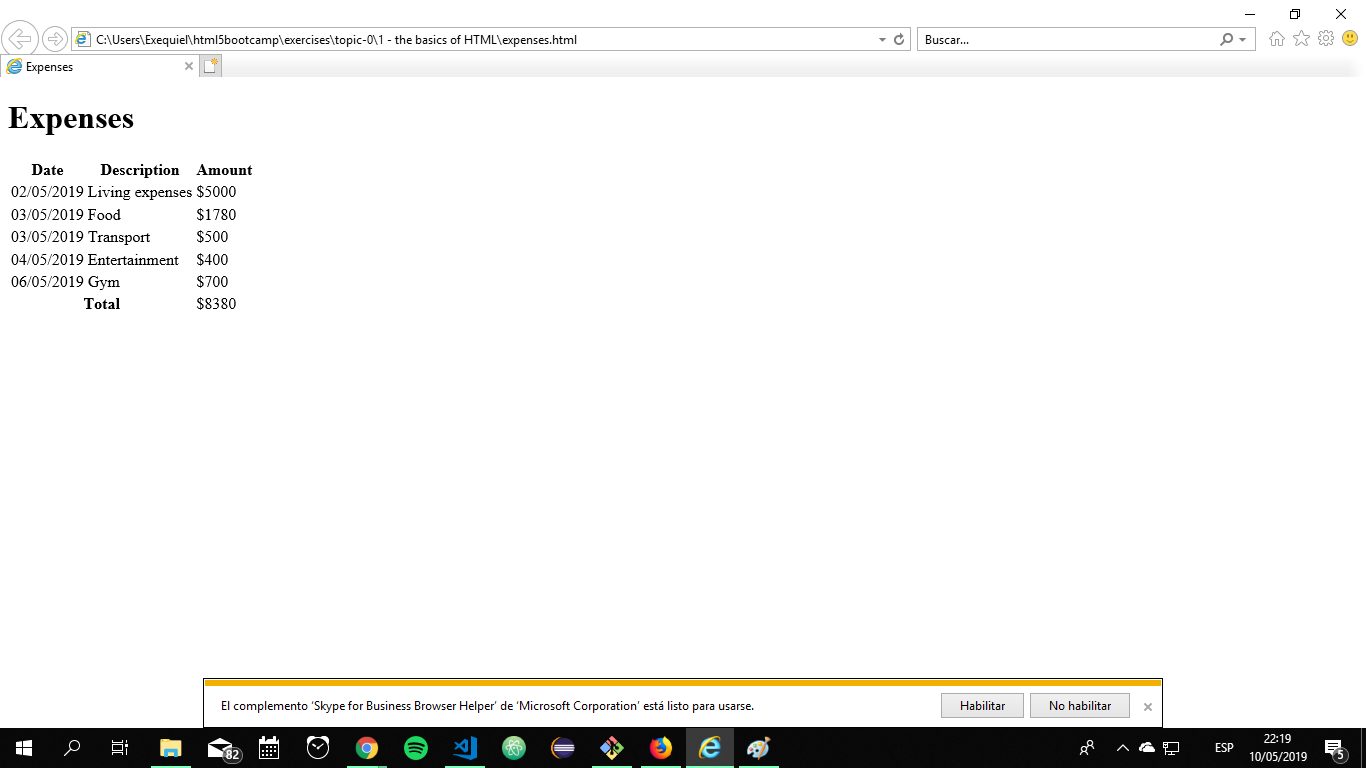 C:\Users\Exequiel\html5bootcamp\exercises\topic-0\1 - the basics of HTML\expenses.html
Buscar...
Expenses
Expenses
Date Description Amount
02/05/2019 Living expenses $5000
03/05/2019 Food $1780
03/05/2019 Transport $500
04/05/2019 Entertainment $400
06/05/2019 Gym $700
Total $8380
El complemento 'Skype for Business Browser Helper' de 'Microsoft Corporation' está listo para usarse.
Habilitar
No habilitar
82
ESP
22:19
10/05/2019
5